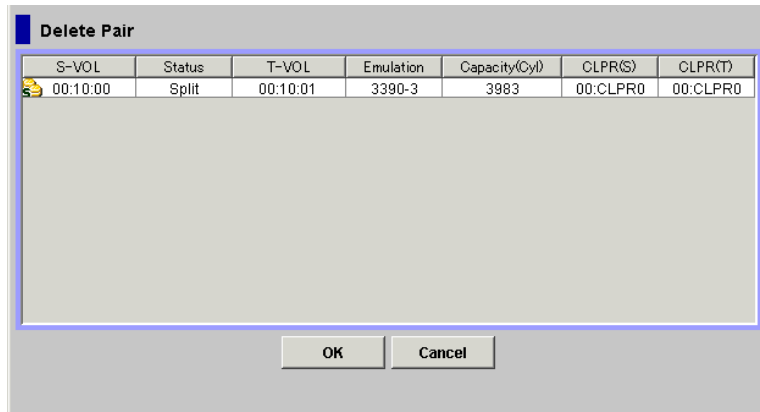 Delete Pair
S-VOL Status T-VOL Emulation Capacity(Cyl) CLPR(S) CLPR(T)
S 00:10:00 Split 00:10:01 3390-3 3983 00:CLPR0 00:CLPR0
OK Cancel